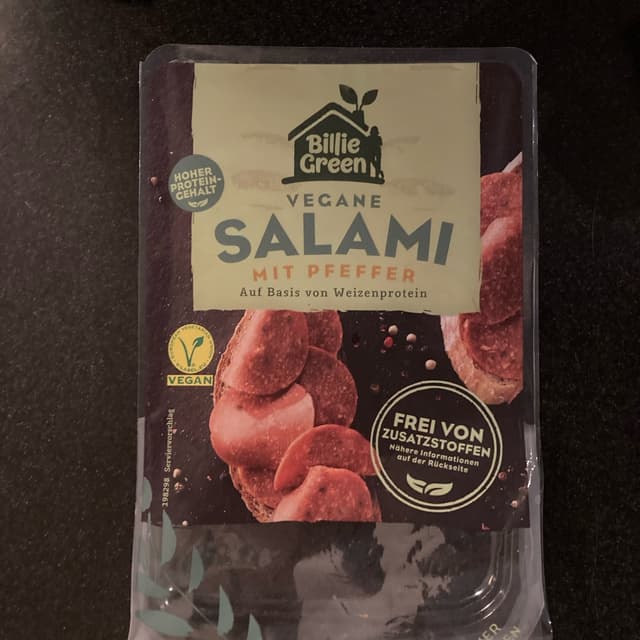 Billie
Green
HOHER
PROTEIN-
GEHALT
VEGANE
SALAMI
MIT PFEFFER
Auf Basis von Weizenprotein
VEGAN
FREI VON
ZUSATZSTOFFEN
Nähere Informationen
auf der Rückseite
198298 Serviervorschlag